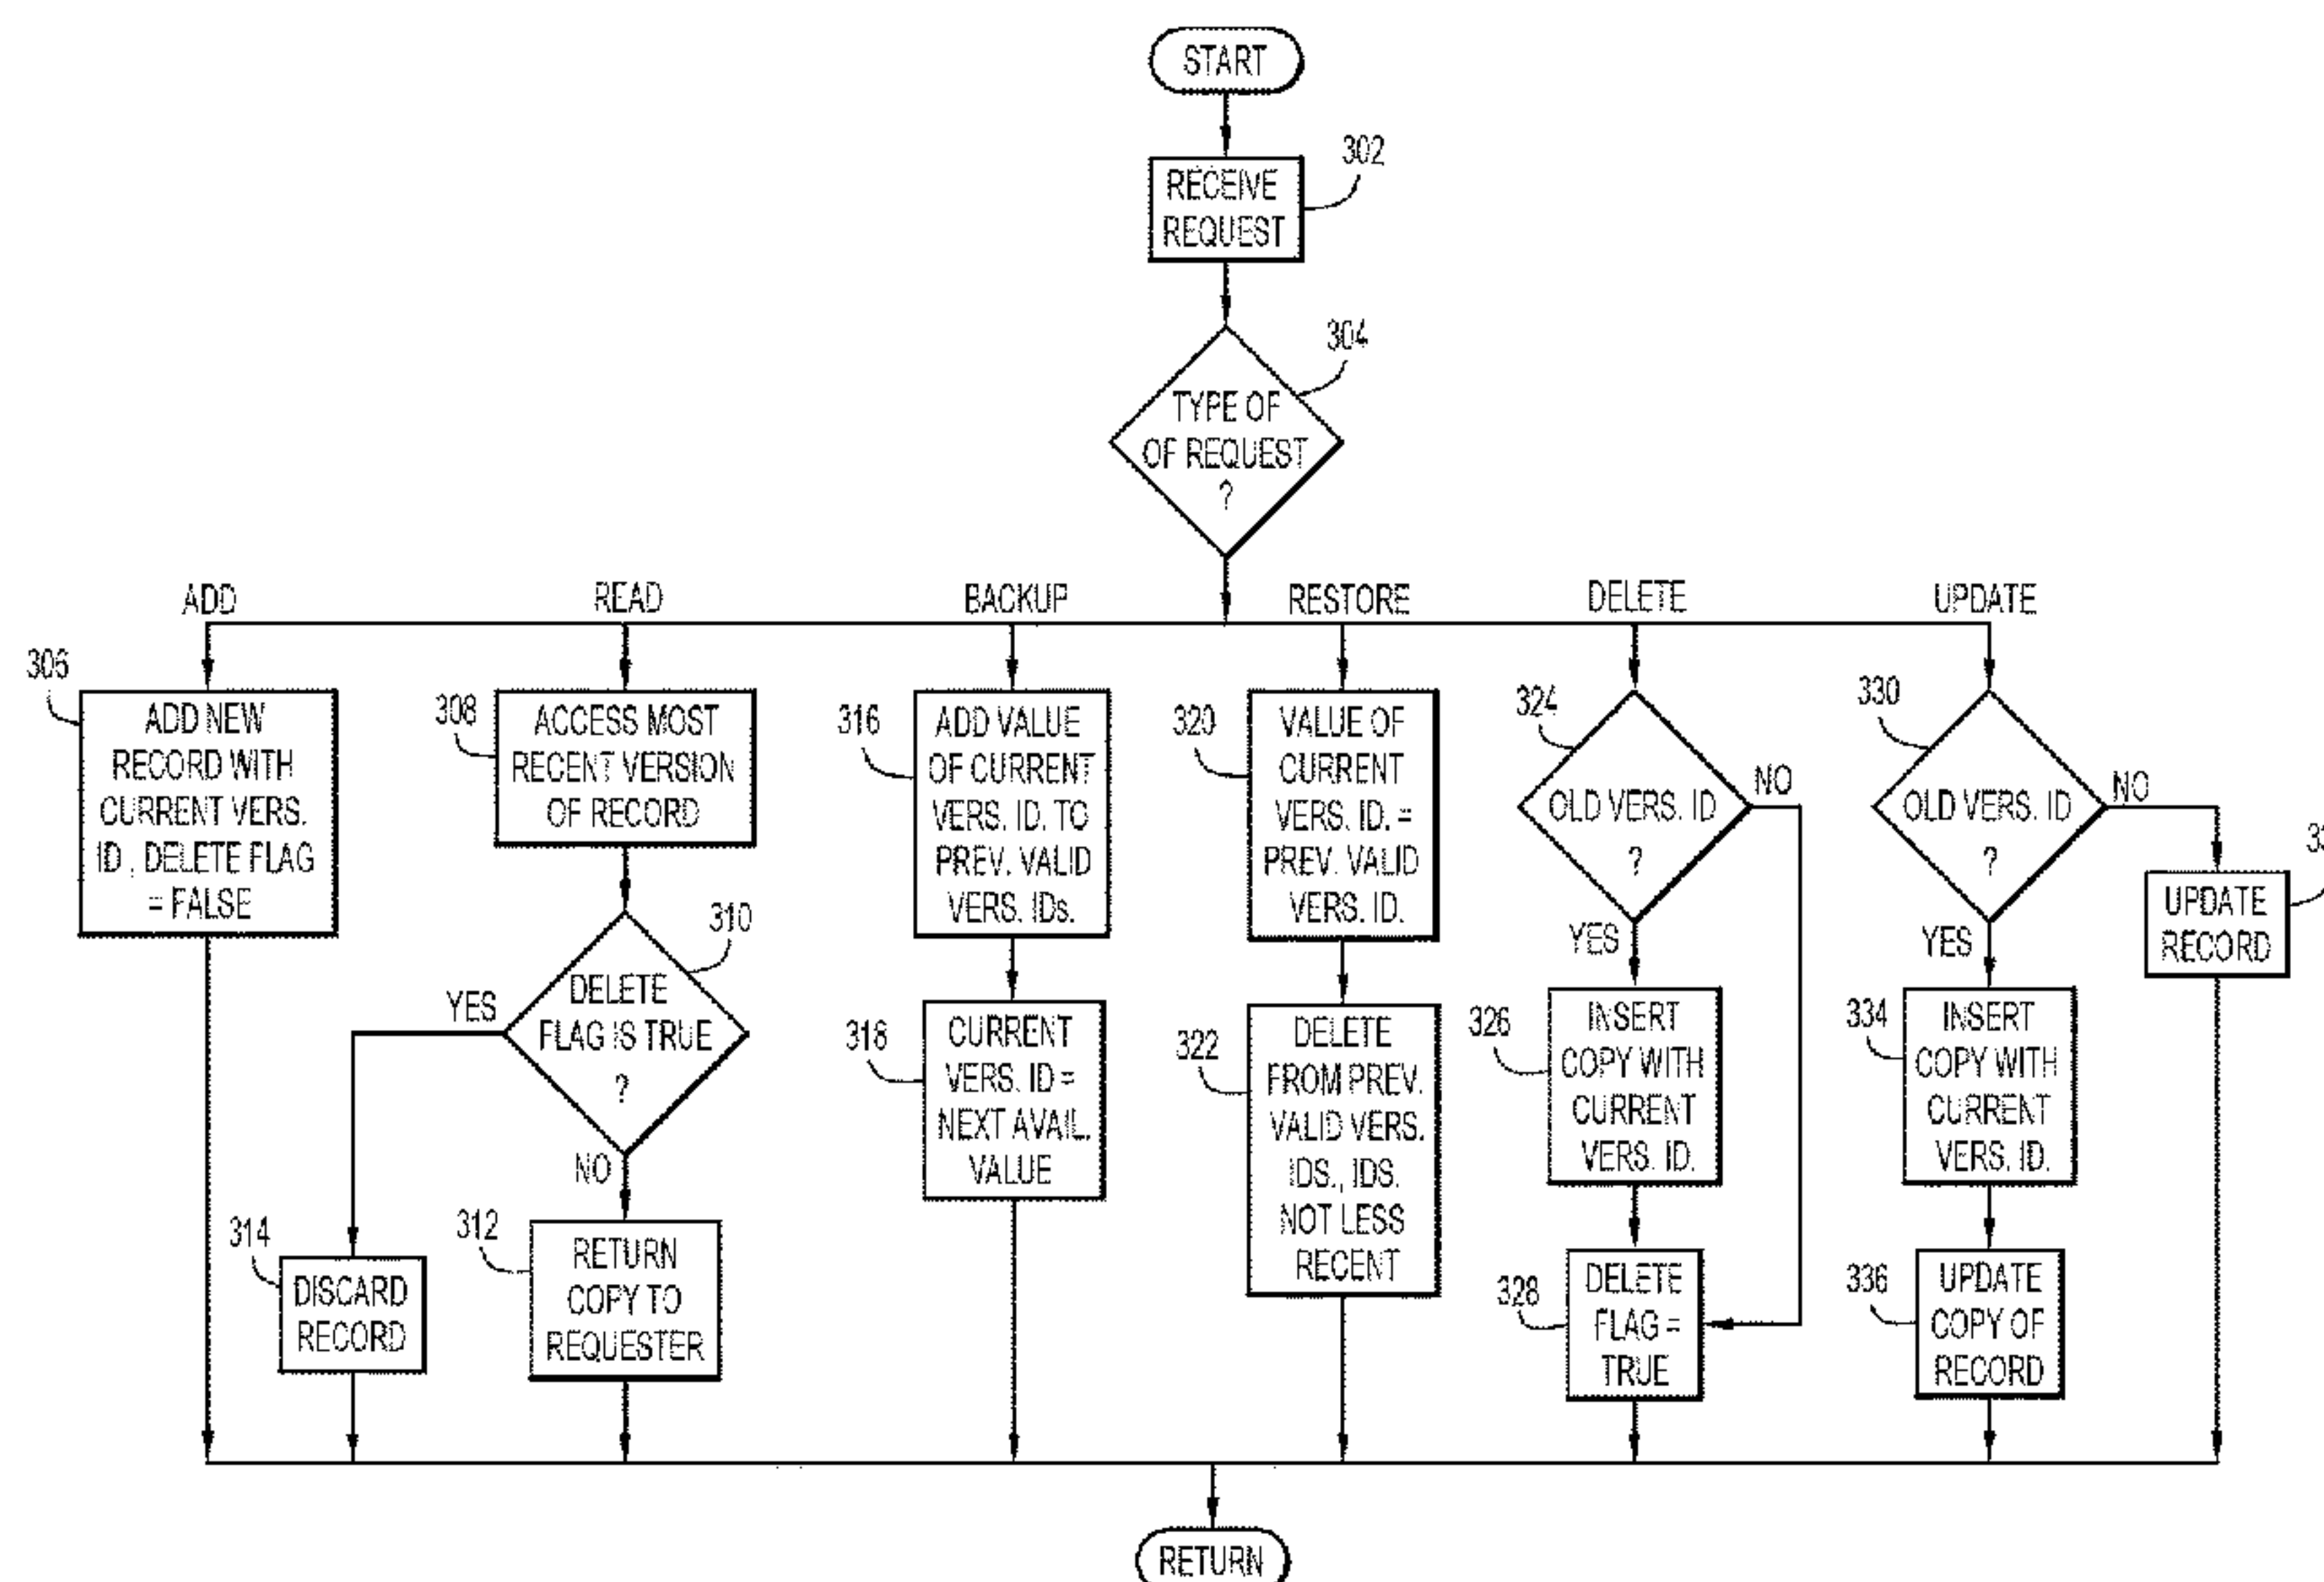 START
302
RECEIVE
REQUEST
304
TYPE OF
OF REQUEST
?
ADD
READ
BACKUP
RESTORE
DELETE
UPDATE
306
ADD NEW
RECORD WITH
CURRENT VERS.
ID , DELETE FLAG
= FALSE
308
ACCESS MOST
RECENT VERSION
OF RECORD
310
DELETE
FLAG IS TRUE
?
YES
NO
314
DISCARD
RECORD
312
RETURN
COPY TO
REQUESTER
316
ADD VALUE
OF CURRENT
VERS. ID. TO
PREV. VALID
VERS. IDs.
318
CURRENT
VERS. ID =
NEXT AVAIL.
VALUE
320
VALUE OF
CURRENT
VERS. ID. =
PREV. VALID
VERS. ID.
322
DELETE
FROM PREV.
VALID VERS.
IDS., IDS.
NOT LESS
RECENT
324
OLD VERS. ID
?
NO
YES
326
INSERT
COPY WITH
CURRENT
VERS. ID.
328
DELETE
FLAG =
TRUE
330
OLD VERS. ID
?
NO
YES
UPDATE
RECORD
334
INSERT
COPY WITH
CURRENT
VERS. ID.
336
UPDATE
COPY OF
RECORD
RETURN